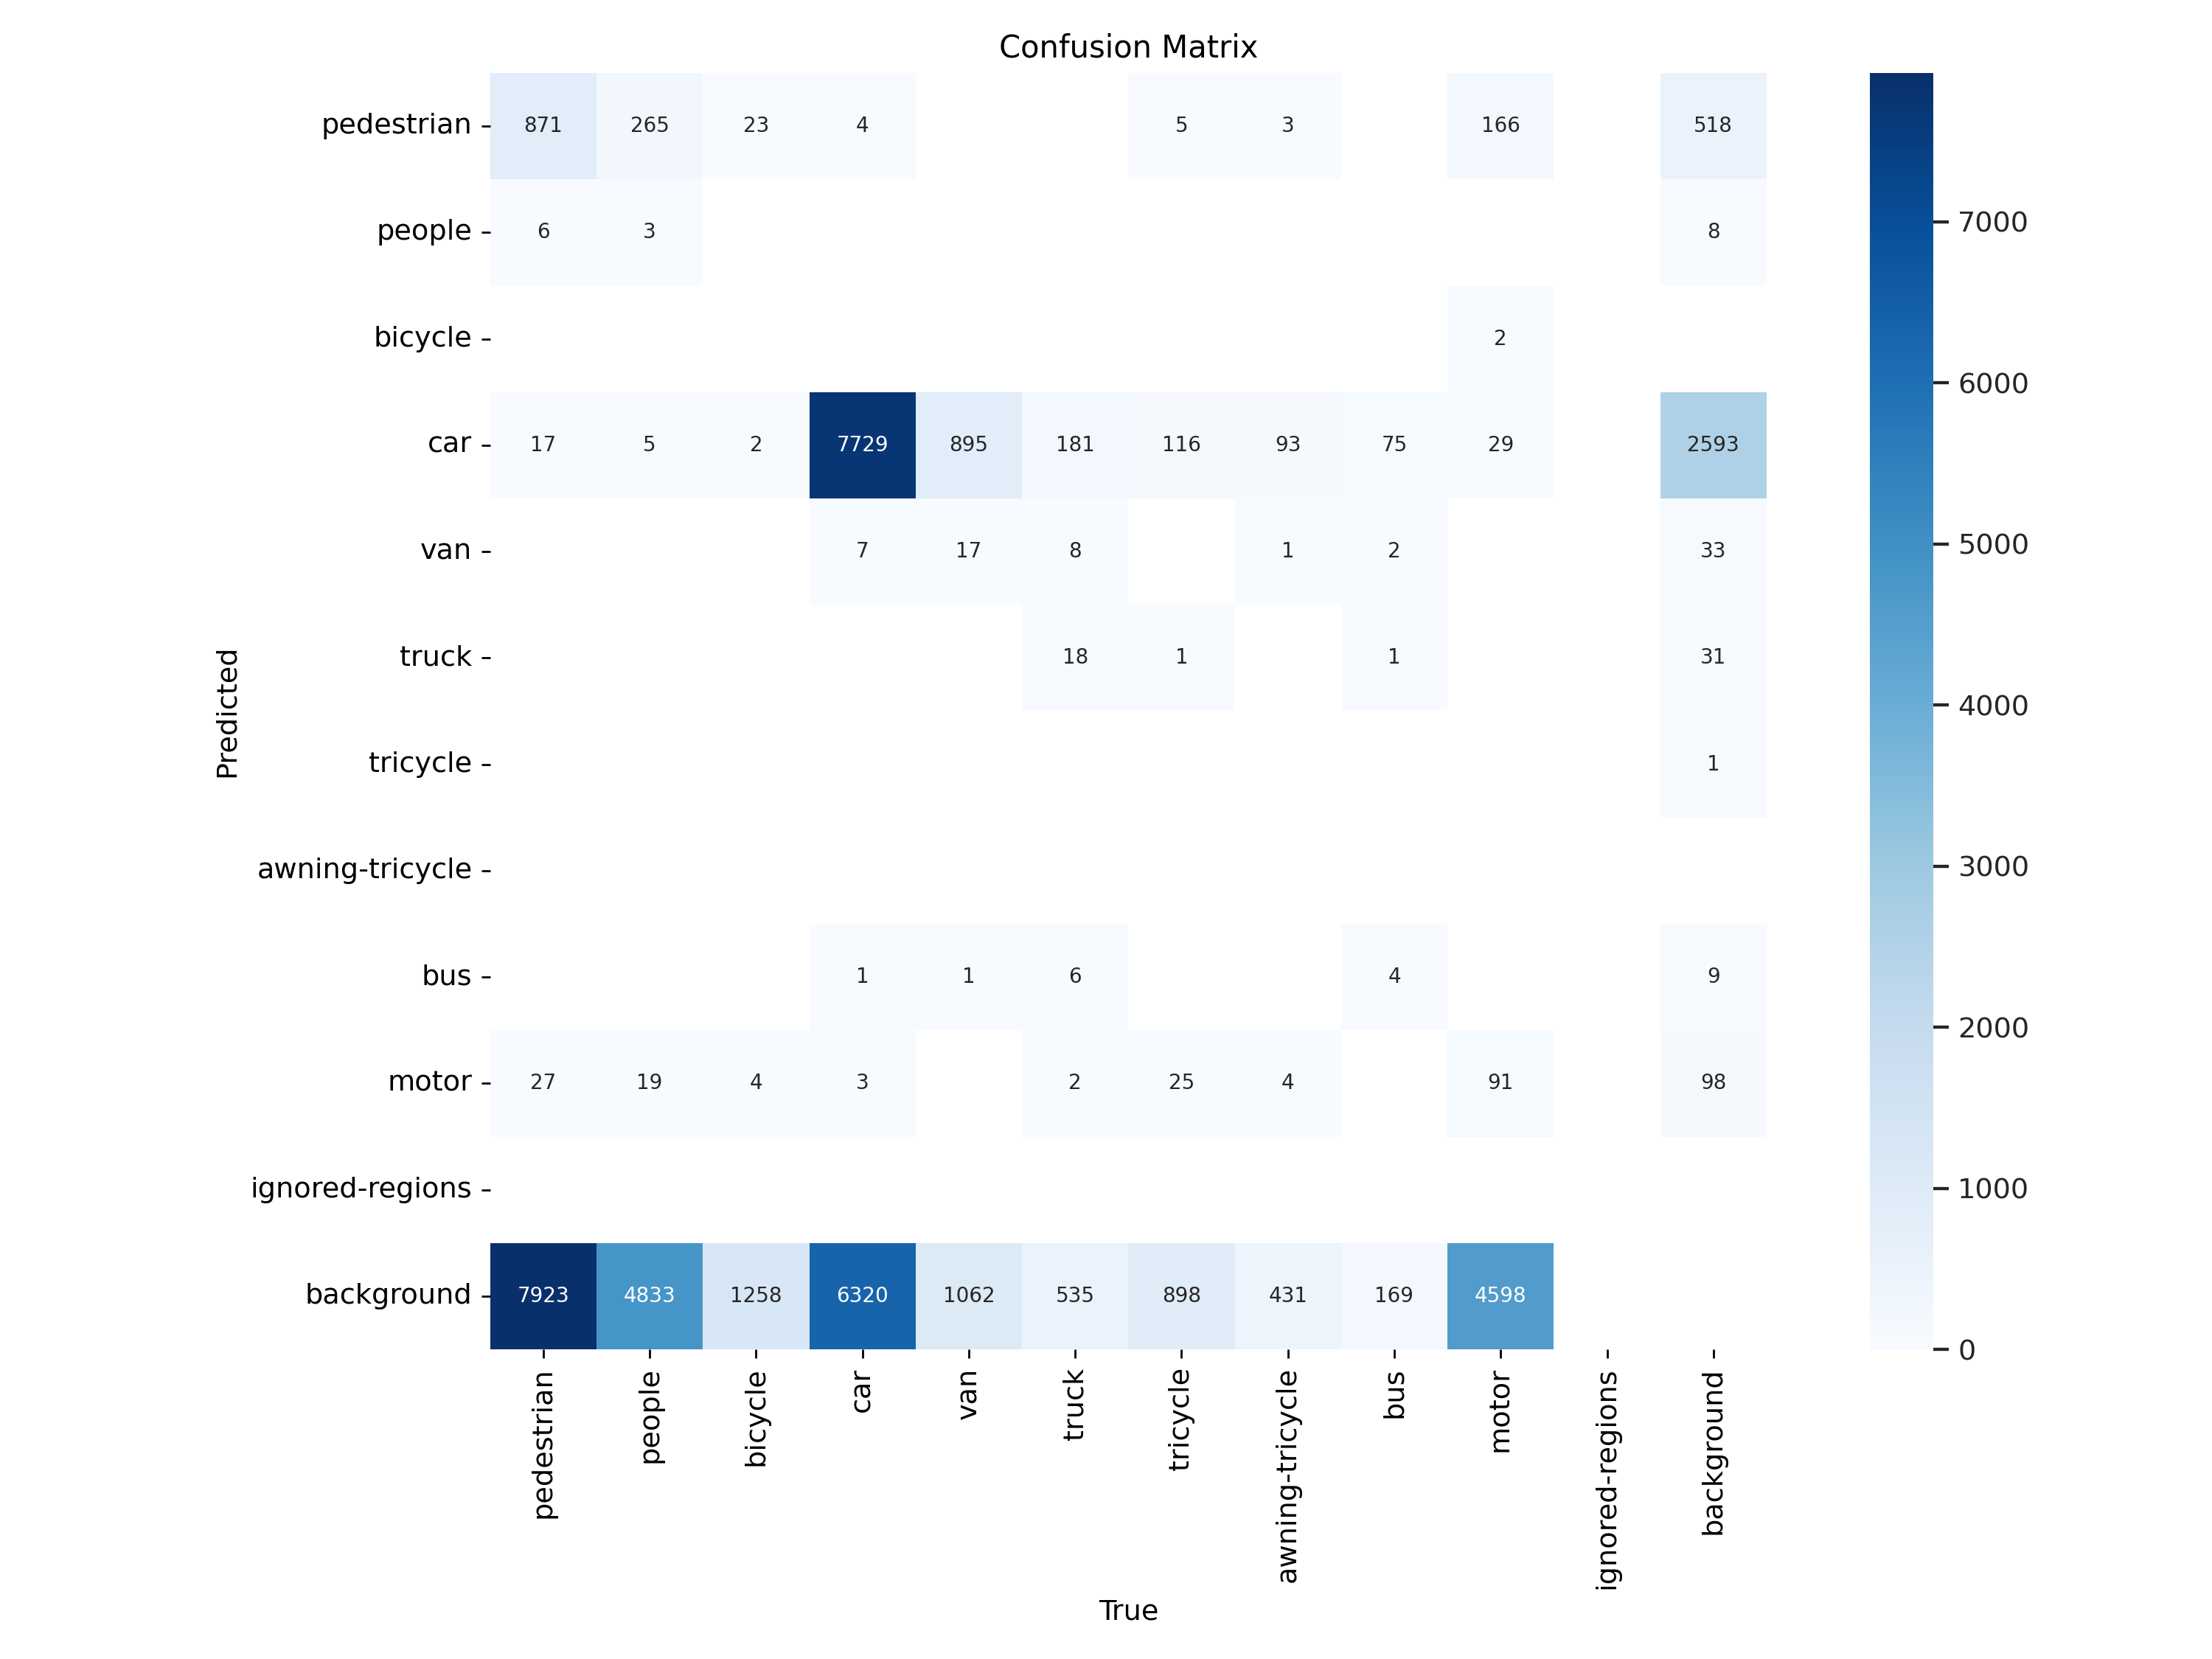 Confusion Matrix
pedestrian 871 265 23 4 5 3 166 518
people 6 3 8
7000
bicycle 2
6000
car 17 5 2 7729 895 181 116 93 75 29 2593
5000
van 7 17 8 1 2 33
Predicted
truck 18 1 1 31
4000
tricycle 1
3000
awning-tricycle
bus 1 1 6 4 9
2000
motor 27 19 4 3 2 25 4 91 98
1000
ignored-regions
background 7923 4833 1258 6320 1062 535 898 431 169 4598
0
pedestrian people bicycle car van truck tricycle awning-tricycle bus motor ignored-regions background
True